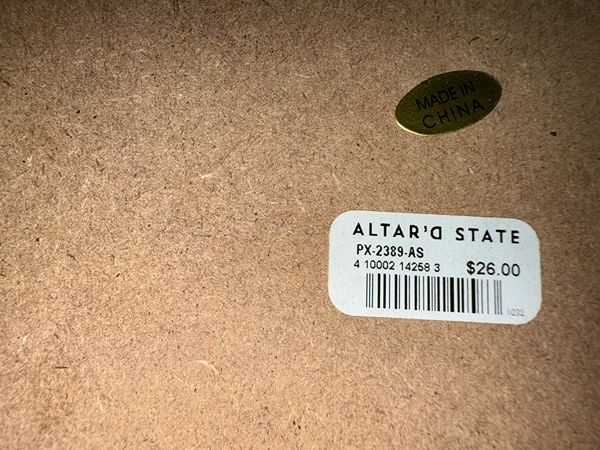 MADE IN
CHINA
ALTAR'D STATE
PX-2389-AS
4 10002 14258 3 $26.00